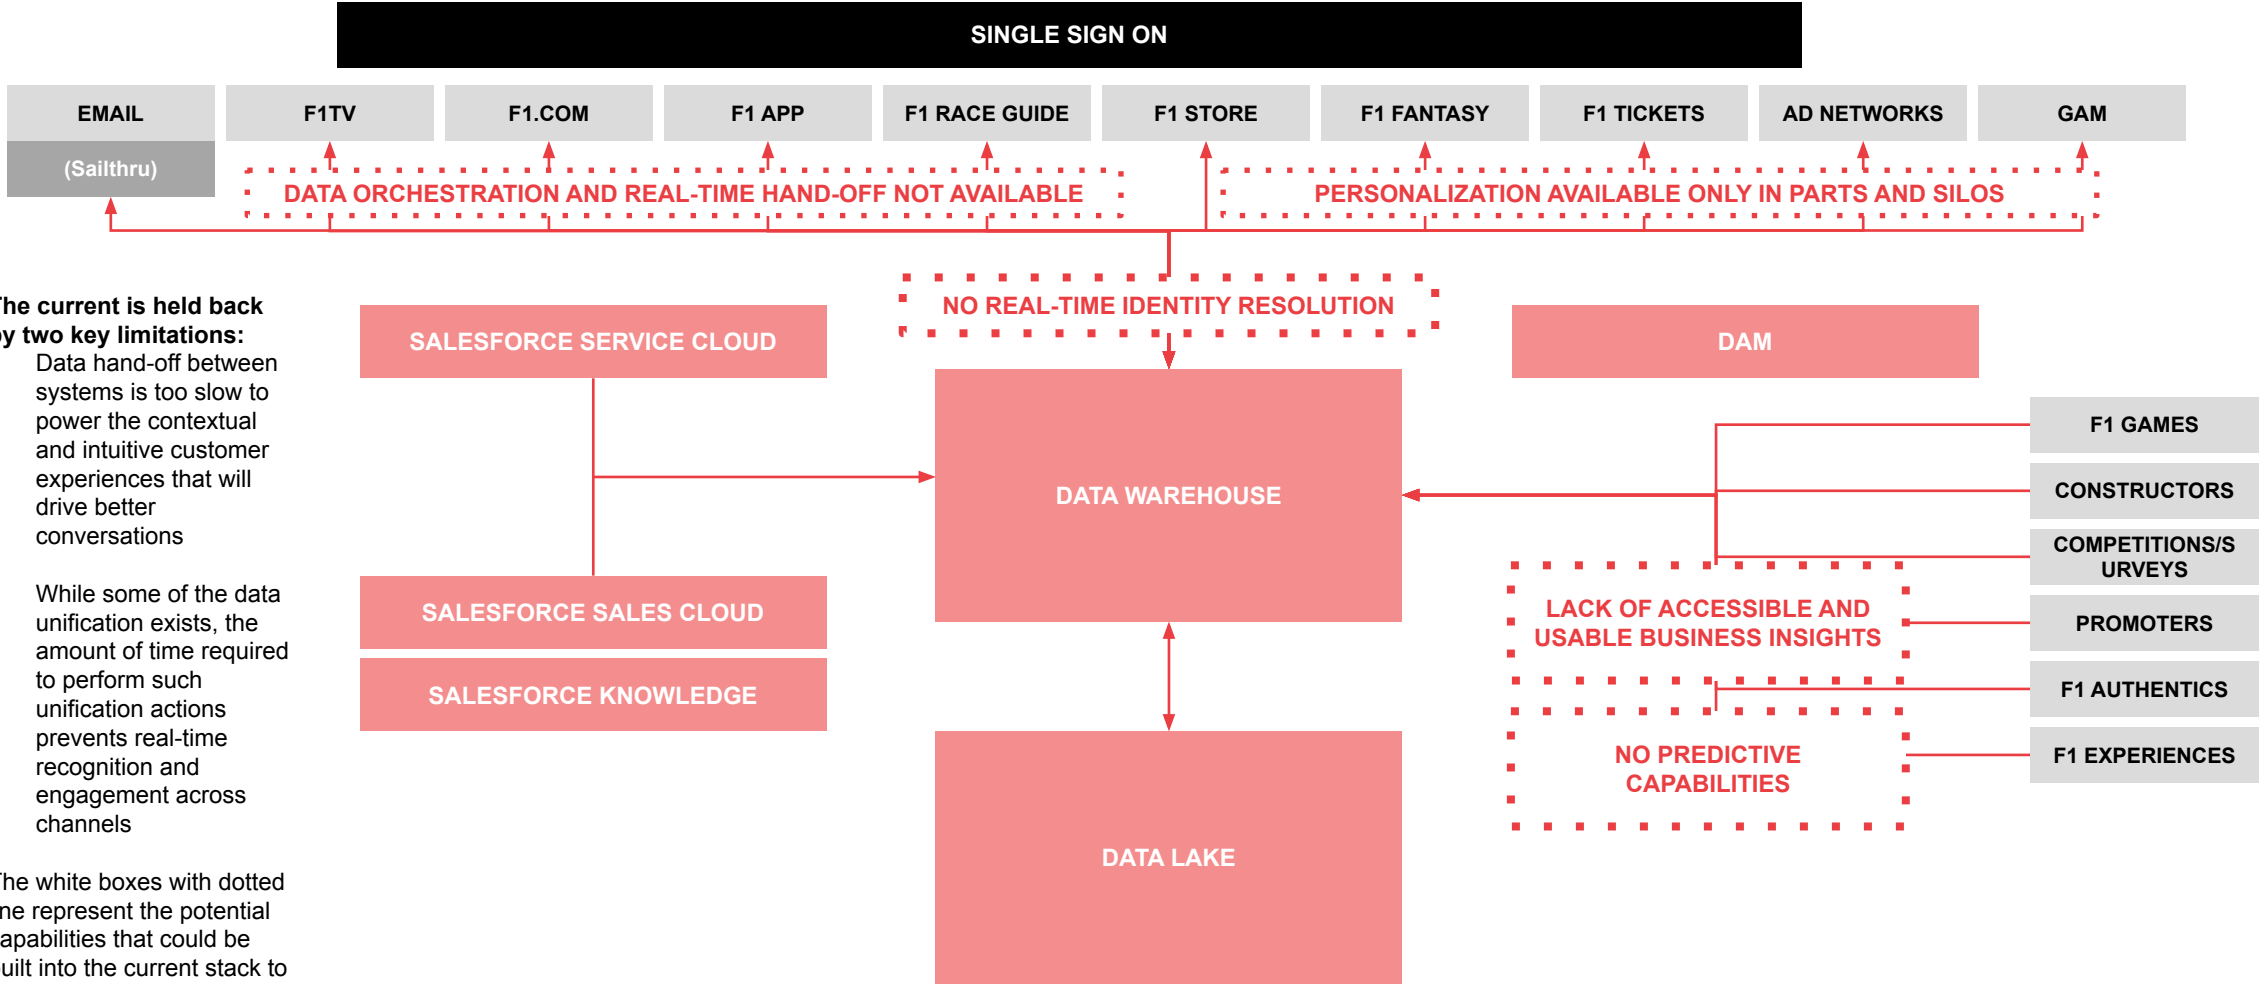 SINGLE SIGN ON
EMAIL
F1TV
F1.COM
F1 APP
F1 RACE GUIDE
F1 STORE
F1 FANTASY
F1 TICKETS
AD NETWORKS
GAM
(Sailthru)
DATA ORCHESTRATION AND REAL-TIME HAND-OFF NOT AVAILABLE
PERSONALIZATION AVAILABLE ONLY IN PARTS AND SILOS
NO REAL-TIME IDENTITY RESOLUTION
The current is held back
by two key limitations:
Data hand-off between
systems is too slow to
power the contextual
and intuitive customer
experiences that will
drive better
conversations
While some of the data
unification exists, the
amount of time required
to perform such
unification actions
prevents real-time
recognition and
engagement across
channels
The white boxes with dotted
line represent the potential
capabilities that could be
built into the current stack to
SALESFORCE SERVICE CLOUD
SALESFORCE SALES CLOUD
SALESFORCE KNOWLEDGE
DATA WAREHOUSE
DATA LAKE
DAM
LACK OF ACCESSIBLE AND
USABLE BUSINESS INSIGHTS
NO PREDICTIVE
CAPABILITIES
F1 GAMES
CONSTRUCTORS
COMPETITIONS/S
URVEYS
PROMOTERS
F1 AUTHENTICS
F1 EXPERIENCES